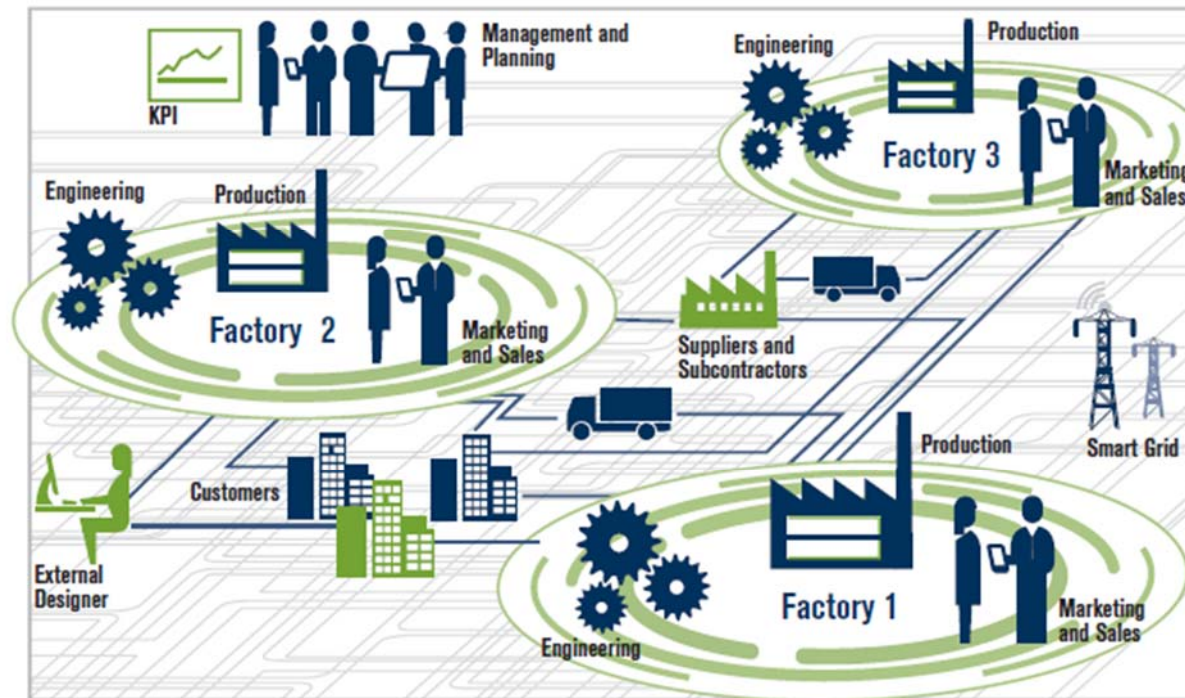 Management and
Planning
KPI
Engineering
Production
Factory 3
Marketing
and Sales
Engineering
Production
Factory 2
Marketing
and Sales
Suppliers and
Subcontractors
Smart Grid
Customers
External
Designer
Production
Factory 1
Engineering
Marketing
and Sales